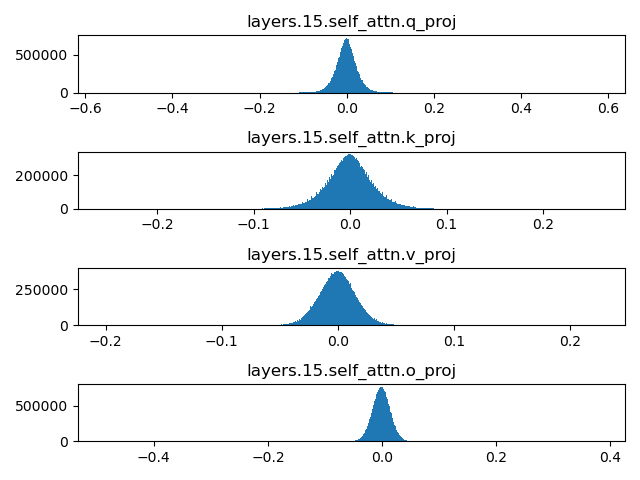 layers.15.self_attn.q_proj
500000
0
−0.6 −0.4 −0.2 0.0 0.2 0.4 0.6
layers.15.self_attn.k_proj
200000
0
−0.2 −0.1 0.0 0.1 0.2
layers.15.self_attn.v_proj
250000
0
−0.2 −0.1 0.0 0.1 0.2
layers.15.self_attn.o_proj
500000
0
−0.4 −0.2 0.0 0.2 0.4